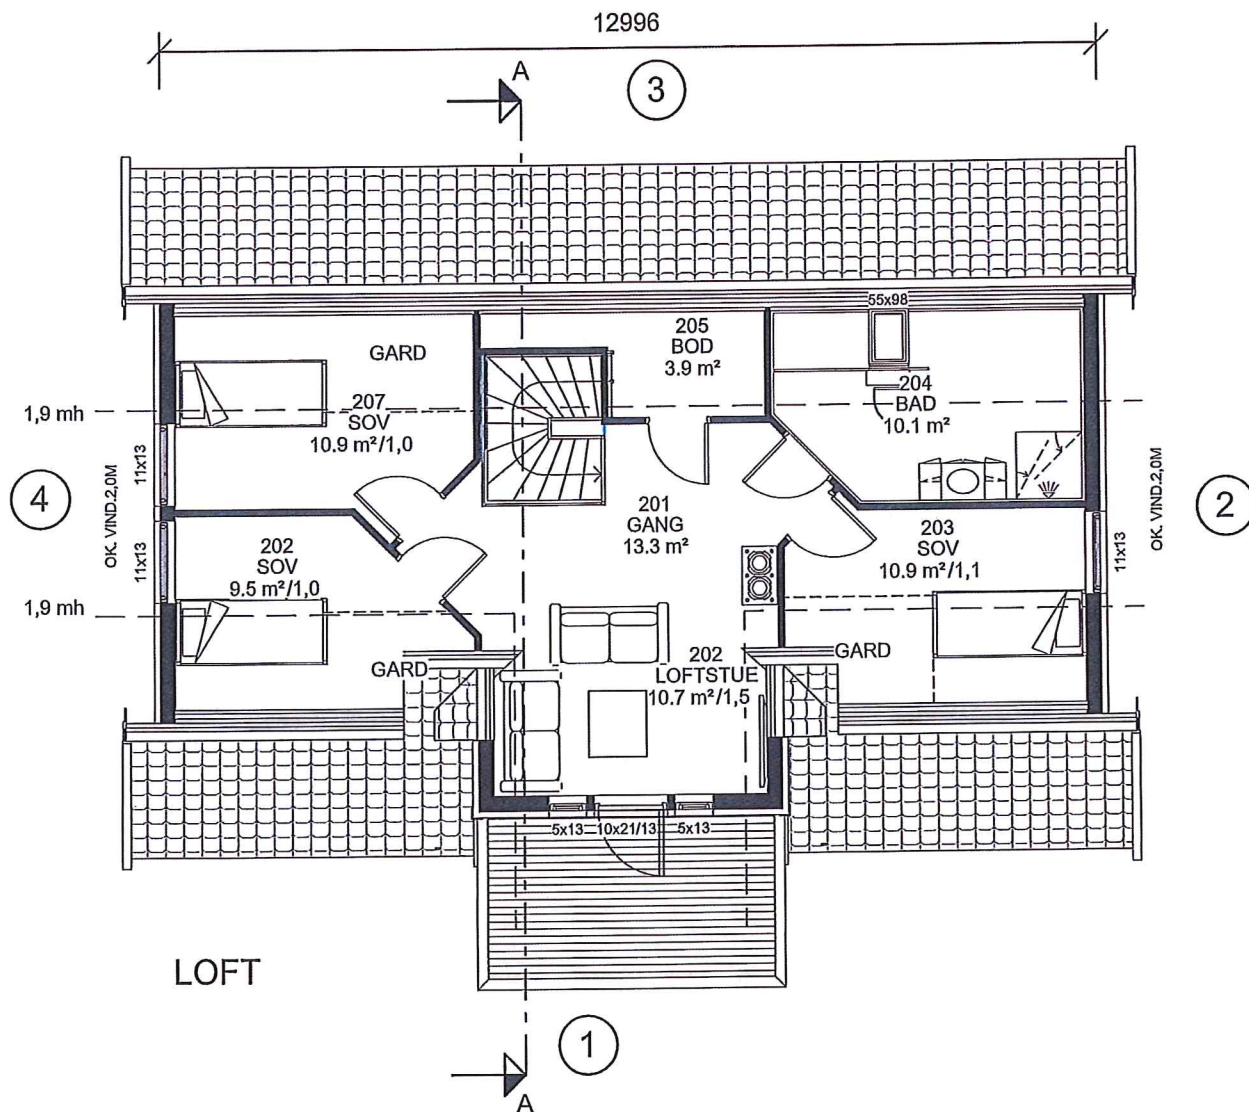 12996
A
3
55x98
205
BOD
3.9 m²
GARD
204
BAD
10.1 m²
1,9 mh
207
SOV
10.9 m²/1,0
11x13
4
OK. VIND.2,0M
201
GANG
13.3 m²
2
OK. VIND.2,0M
203
SOV
10.9 m²/1,1
11x13
11x13
202
SOV
9.5 m²/1,0
1,9 mh
GARD
202
LOFTSTUE
10.7 m²/1,5
GARD
5x13 10x21/13 5x13
LOFT
1
A